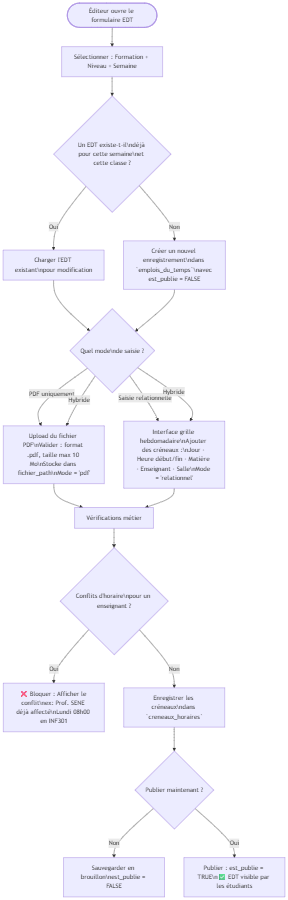 Éditeur ouvre le
formulaire EDT
Sélectionner : Formation +
Niveau + Semaine
Un EDT existe-t-il\ndéjà
pour cette semaine\net
cette classe ?
Oui
Non
Charger l'EDT
existant\npour modification
Créer un nouvel
enregistrement\ndans
`emplois_du_temps`\navec
est_publie = FALSE
Quel mode\nde saisie ?
PDF uniquement
Hybride
Saisie relationnelle
Hybride
Upload du fichier
PDF\nValider : format
.pdf, taille max 10
Mo\nStocke dans
fichier_path\nMode = 'pdf'
Interface grille
hebdomadaire\nAjouter
des créneaux :\nJour ·
Heure début/fin · Matière
· Enseignant · Salle\nMode
= 'relationnel'
Vérifications métier
Conflits d'horaire\npour un
enseignant ?
Oui
Non
❌ Bloquer : Afficher le
conflit\nex: Prof. SENE
déjà affecté\nLundi 08h00
en INF301
Enregistrer les
créneaux\ndans
`creneaux_horaires`
Publier maintenant ?
Non
Oui
Sauvegarder en
brouillon\nest_publie =
FALSE
Publier : est_publie =
TRUE\n✅ EDT visible par
les étudiants